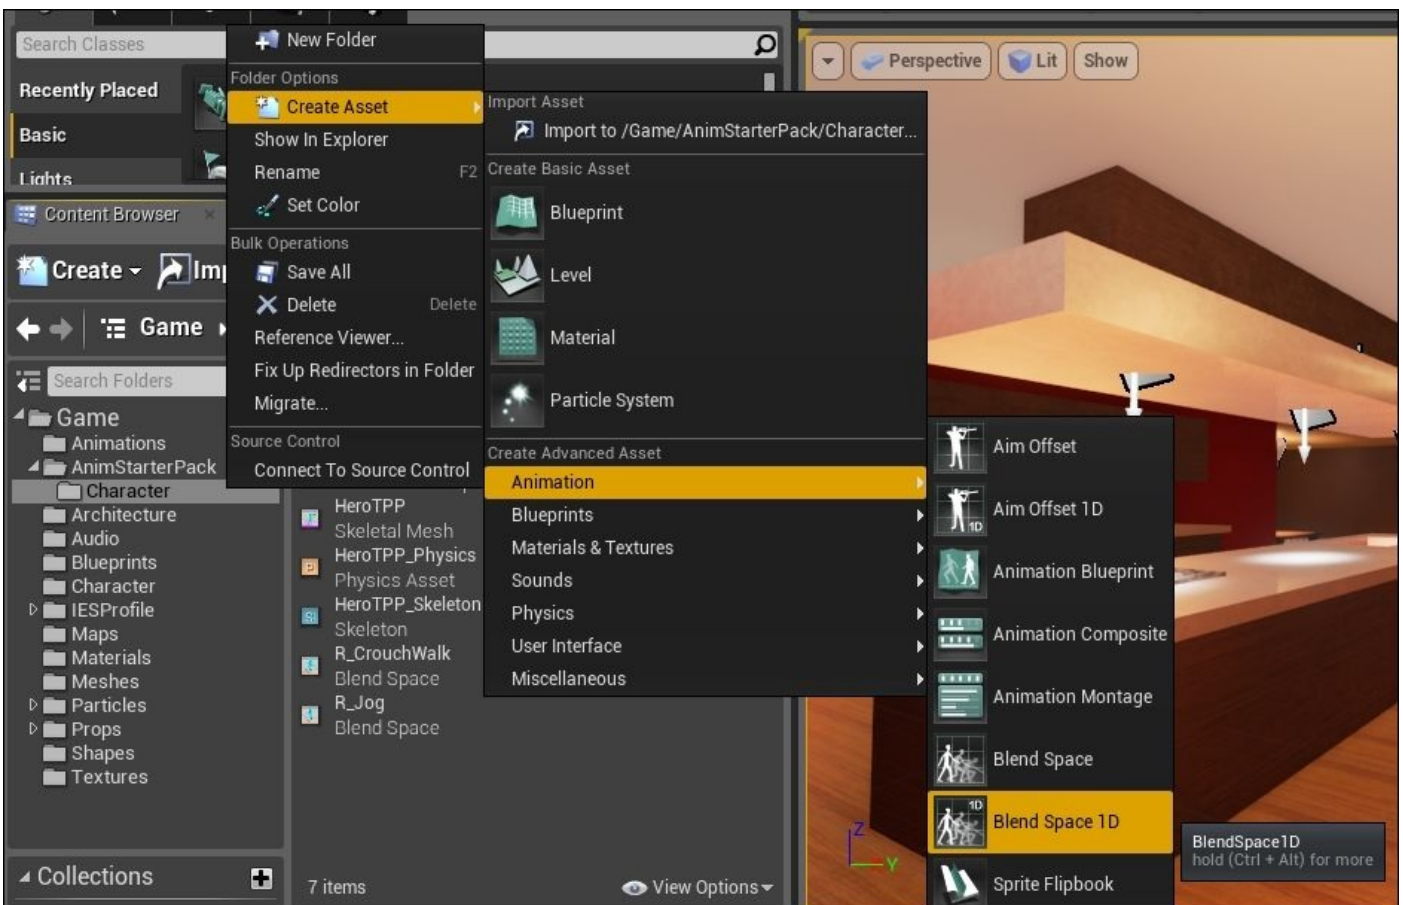 Search Classes
Recently Placed
Basic
Lights
Content Browser
Create
Imp
Game
Search Folders
Game
Animations
AnimStarterPack
Character
Architecture
Audio
Blueprints
Character
IESProfile
Maps
Materials
Meshes
Particles
Props
Shapes
Textures
Collections
New Folder
Folder Options
Create Asset
Show In Explorer
Rename F2
Set Color
Bulk Operations
Save All
Delete Delete
Reference Viewer...
Fix Up Redirectors in Folder
Migrate...
Source Control
Connect To Source Control
HeroTPP
Skeletal Mesh
HeroTPP_Physics
Physics Asset
HeroTPP_Skeleton
Skeleton
R_CrouchWalk
Blend Space
R_Jog
Blend Space
7 items
View Options
Import Asset
Import to /Game/AnimStarterPack/Character...
Create Basic Asset
Blueprint
Level
Material
Particle System
Create Advanced Asset
Animation
Blueprints
Materials & Textures
Sounds
Physics
User Interface
Miscellaneous
Perspective
Lit
Show
Aim Offset
Aim Offset 1D
1D
Animation Blueprint
Animation Composite
Animation Montage
Blend Space
Blend Space 1D
1D
Sprite Flipbook
BlendSpace1D
hold (Ctrl + Alt) for more
Z
Y